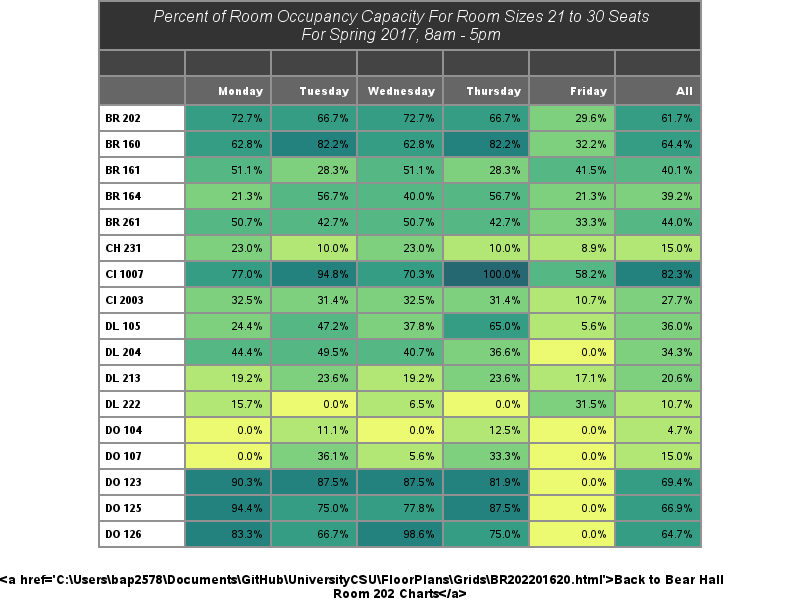 Percent of Room Occupancy Capacity For Room Sizes 21 to 30 Seats
For Spring 2017, 8am - 5pm
Monday Tuesday Wednesday Thursday Friday All
BR 202 72.7% 66.7% 72.7% 66.7% 29.6% 61.7%
BR 160 62.8% 82.2% 62.8% 82.2% 32.2% 64.4%
BR 161 51.1% 28.3% 51.1% 28.3% 41.5% 40.1%
BR 164 21.3% 56.7% 40.0% 56.7% 21.3% 39.2%
BR 261 50.7% 42.7% 50.7% 42.7% 33.3% 44.0%
CH 231 23.0% 10.0% 23.0% 10.0% 8.9% 15.0%
CI 1007 77.0% 94.8% 70.3% 100.0% 58.2% 82.3%
CI 2003 32.5% 31.4% 32.5% 31.4% 10.7% 27.7%
DL 105 24.4% 47.2% 37.8% 65.0% 5.6% 36.0%
DL 204 44.4% 49.5% 40.7% 36.6% 0.0% 34.3%
DL 213 19.2% 23.6% 19.2% 23.6% 17.1% 20.6%
DL 222 15.7% 0.0% 6.5% 0.0% 31.5% 10.7%
DO 104 0.0% 11.1% 0.0% 12.5% 0.0% 4.7%
DO 107 0.0% 36.1% 5.6% 33.3% 0.0% 15.0%
DO 123 90.3% 87.5% 87.5% 81.9% 0.0% 69.4%
DO 125 94.4% 75.0% 77.8% 87.5% 0.0% 66.9%
DO 126 83.3% 66.7% 98.6% 75.0% 0.0% 64.7%
<a href='C:\Users\bap2578\Documents\GitHub\UniversityCSU\FloorPlans\Grids\BR202201620.html'>Back to Bear Hall
Room 202 Charts</a>